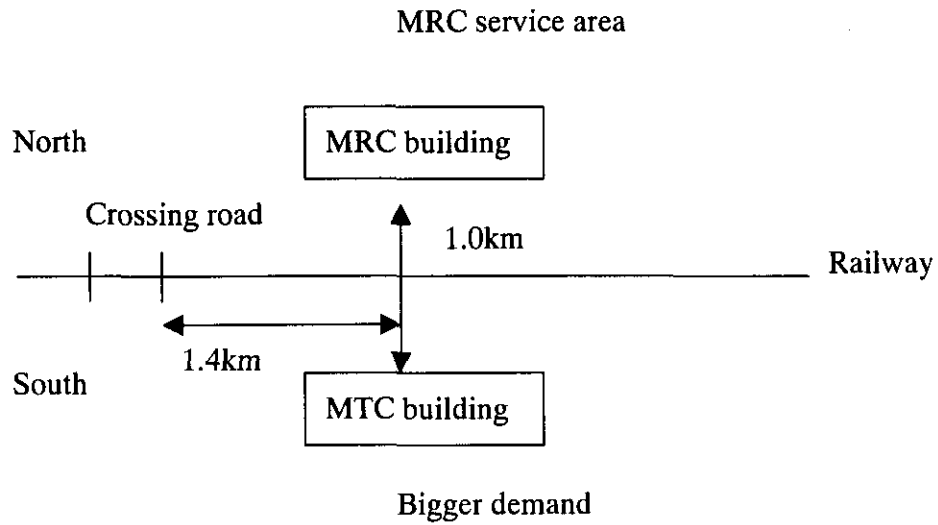 MRC service area
North
MRC building
Crossing road
1.0km
Railway
1.4km
South
MTC building
Bigger demand